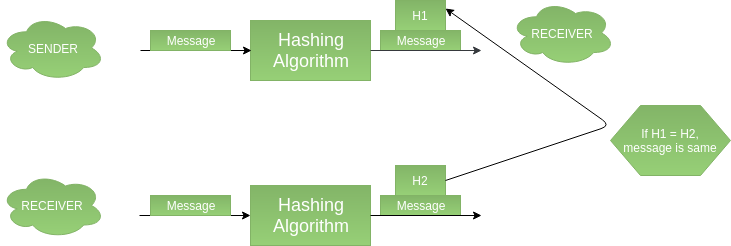 SENDER
Message
Hashing
Algorithm
H1
Message
RECEIVER
If H1 = H2,
message is same
RECEIVER
Message
Hashing
Algorithm
H2
Message